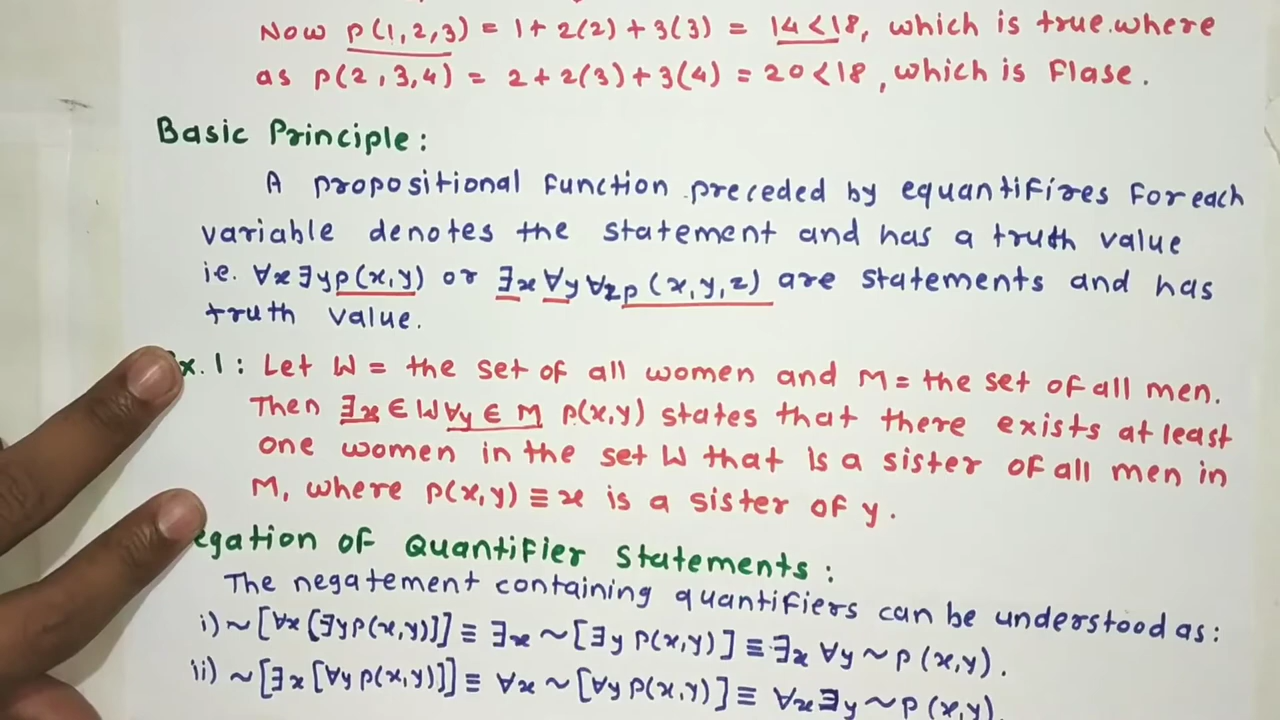 Now p(1,2,3) = 1+ 2(2) + 3(3) = 14<18, which is true.where
as p(2,3,4) = 2+2(3)+3(4) = 20<18, which is Flase.
Basic Principle:
A propositional Function preceded by equantifires For each
variable denotes the statement and has a truth value
ie. ∀x∃yp(x,y) or ∃x∀y∀zp(x,y,z) are statements and has
truth value.
x.1: Let W = the set of all women and M = the set of all men.
Then ∃x∈W∀y∈M p(x,y) states that there exists at least
one women in the set W that is a sister of all men in
M, where p(x,y) ≡ x is a sister of y.
egation of Quantifier Statements:
The negatement containing quantifiers can be understood as:
i) ~[∀x[∃yp(x,y)]] ≡ ∃x ~[∃y p(x,y)] ≡ ∃x ∀y ~p(x,y).
ii) ~[∃x[∀y p(x,y)]] ≡ ∀x ~[∀y p(x,y)] ≡ ∀x∃y ~p(x,y).